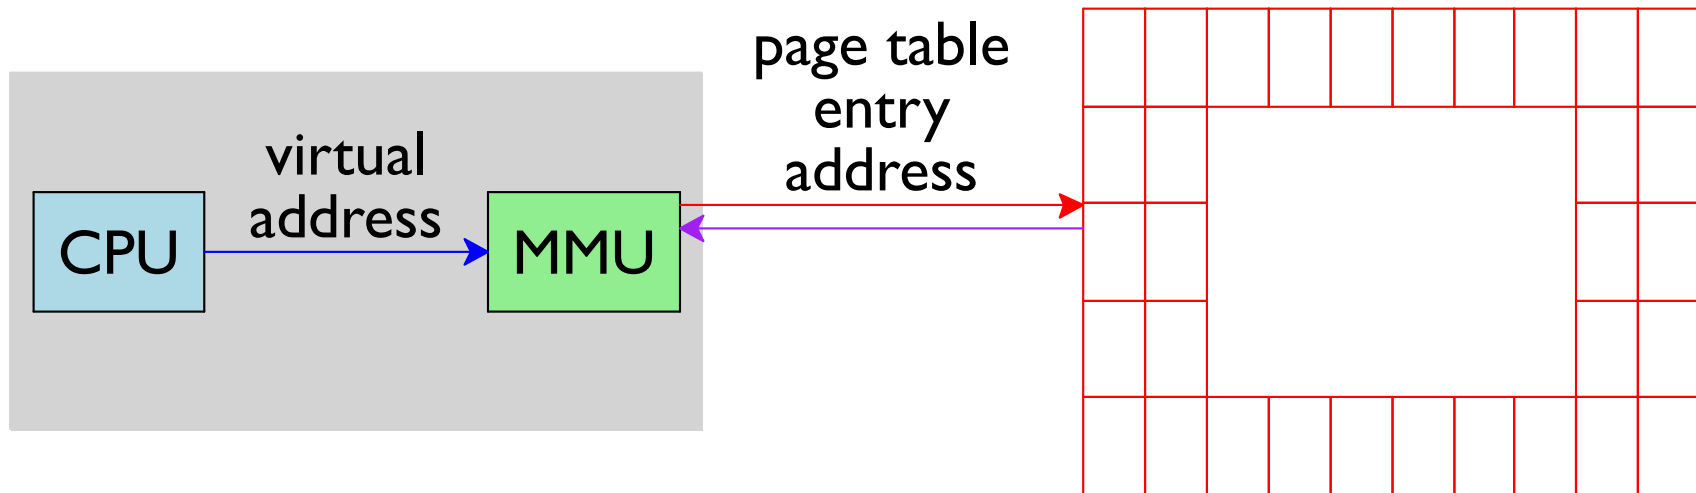 page table
entry
address
virtual
address
CPU
MMU